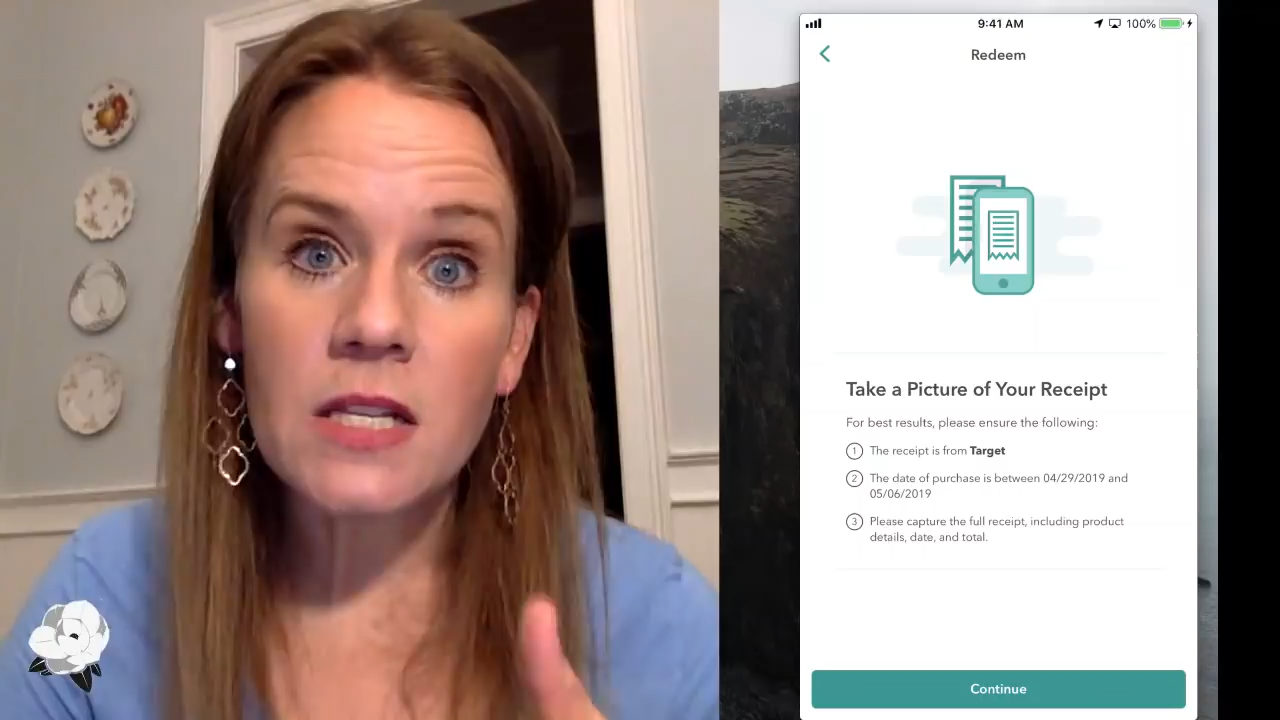 9:41 AM
100%
Redeem
Take a Picture of Your Receipt
For best results, please ensure the following:
1 The receipt is from Target
2 The date of purchase is between 04/29/2019 and
05/06/2019
3 Please capture the full receipt, including product
details, date, and total.
Continue